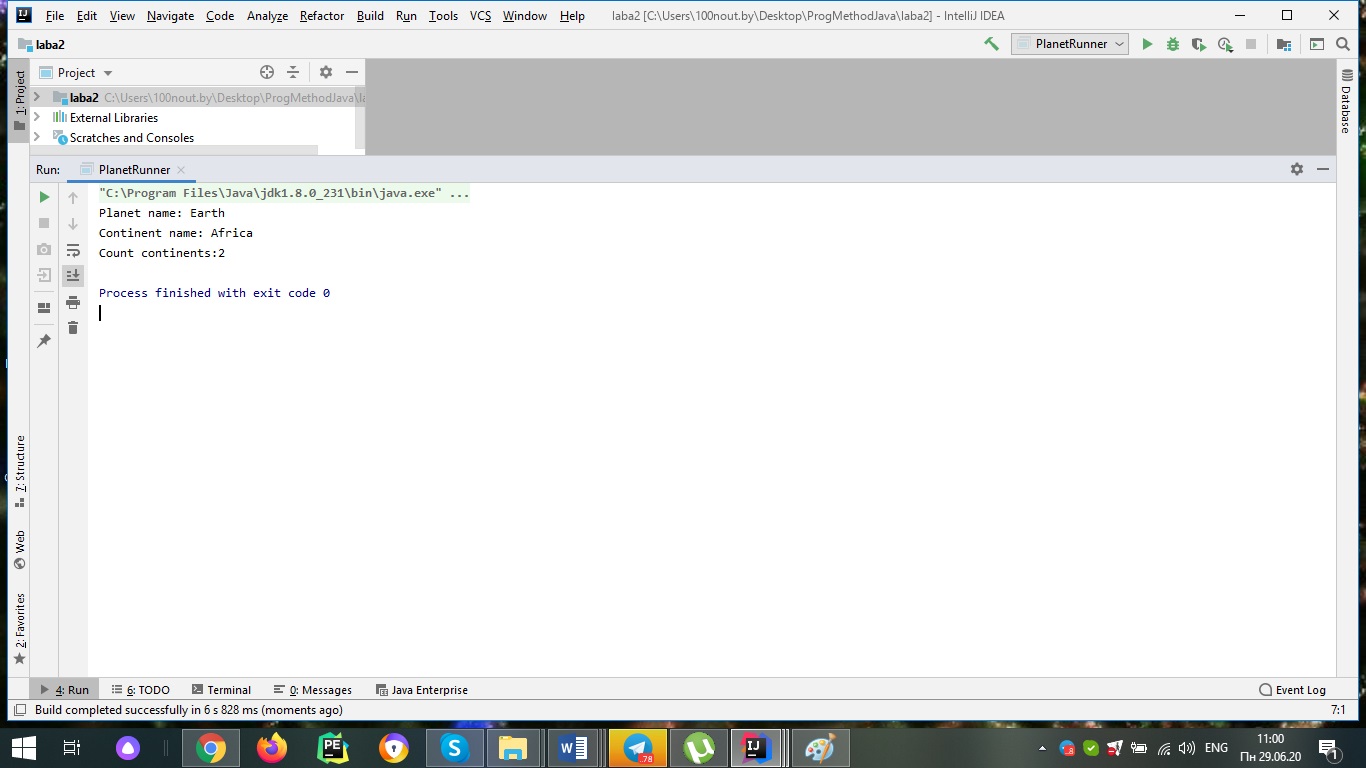 File Edit View Navigate Code Analyze Refactor Build Run Tools VCS Window Help laba2 [C:\Users\100nout.by\Desktop\ProgMethodJava\laba2] - IntelliJ IDEA
laba2
PlanetRunner
1: Project
Project
laba2 C:\Users\100nout.by\Desktop\ProgMethodJava\la
External Libraries
Scratches and Consoles
Database
Run: PlanetRunner
"C:\Program Files\Java\jdk1.8.0_231\bin\java.exe" ...
Planet name: Earth
Continent name: Africa
Count continents:2
Process finished with exit code 0
7: Structure
Web
2: Favorites
4: Run 6: TODO Terminal 0: Messages Java Enterprise Event Log
Build completed successfully in 6 s 828 ms (moments ago) 7:1
PE
S
W
78
IJ
ENG
11:00
Пн 29.06.20
1